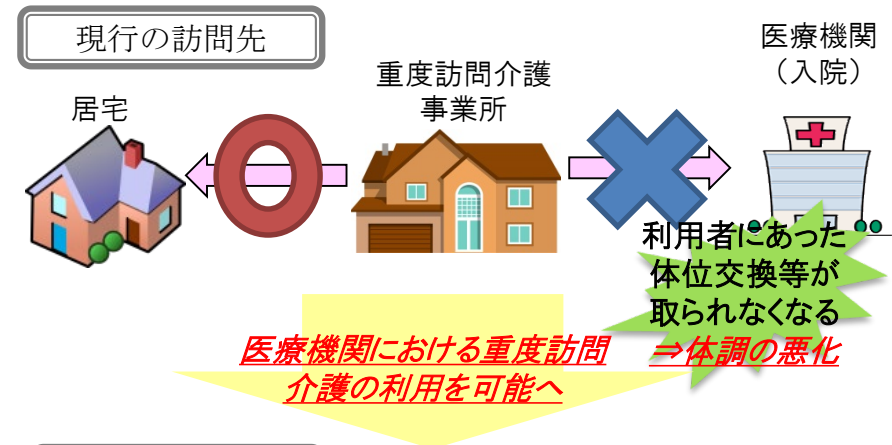 現行の訪問先
医療機関
（入院）
重度訪問介護
事業所
居宅
利用者にあった
体位交換等が
取られなくなる
⇒体調の悪化
医療機関における重度訪問
介護の利用を可能へ